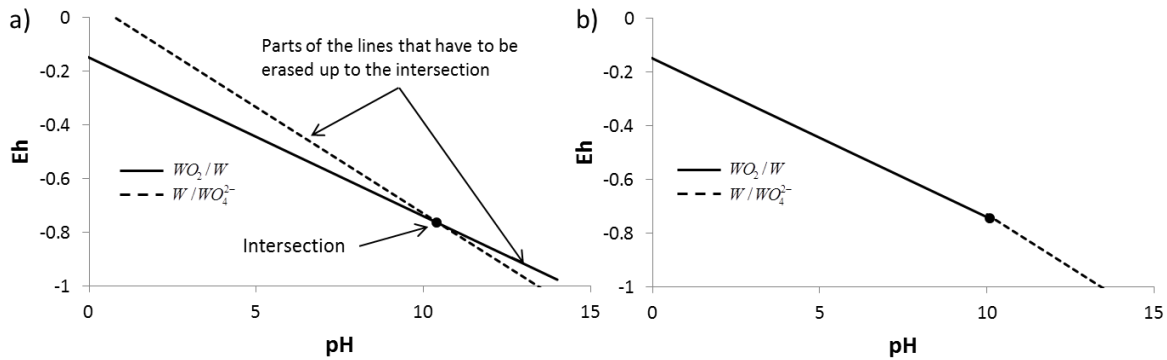 a)
0
-0.2
-0.4
-0.6
-0.8
-1
Eh
Parts of the lines that have to be
erased up to the intersection
WO₂ / W
W / WO₄²⁻
Intersection
0 5 10 15
pH
b)
0
-0.2
-0.4
-0.6
-0.8
-1
Eh
WO₂ / W
W / WO₄²⁻
0 5 10 15
pH